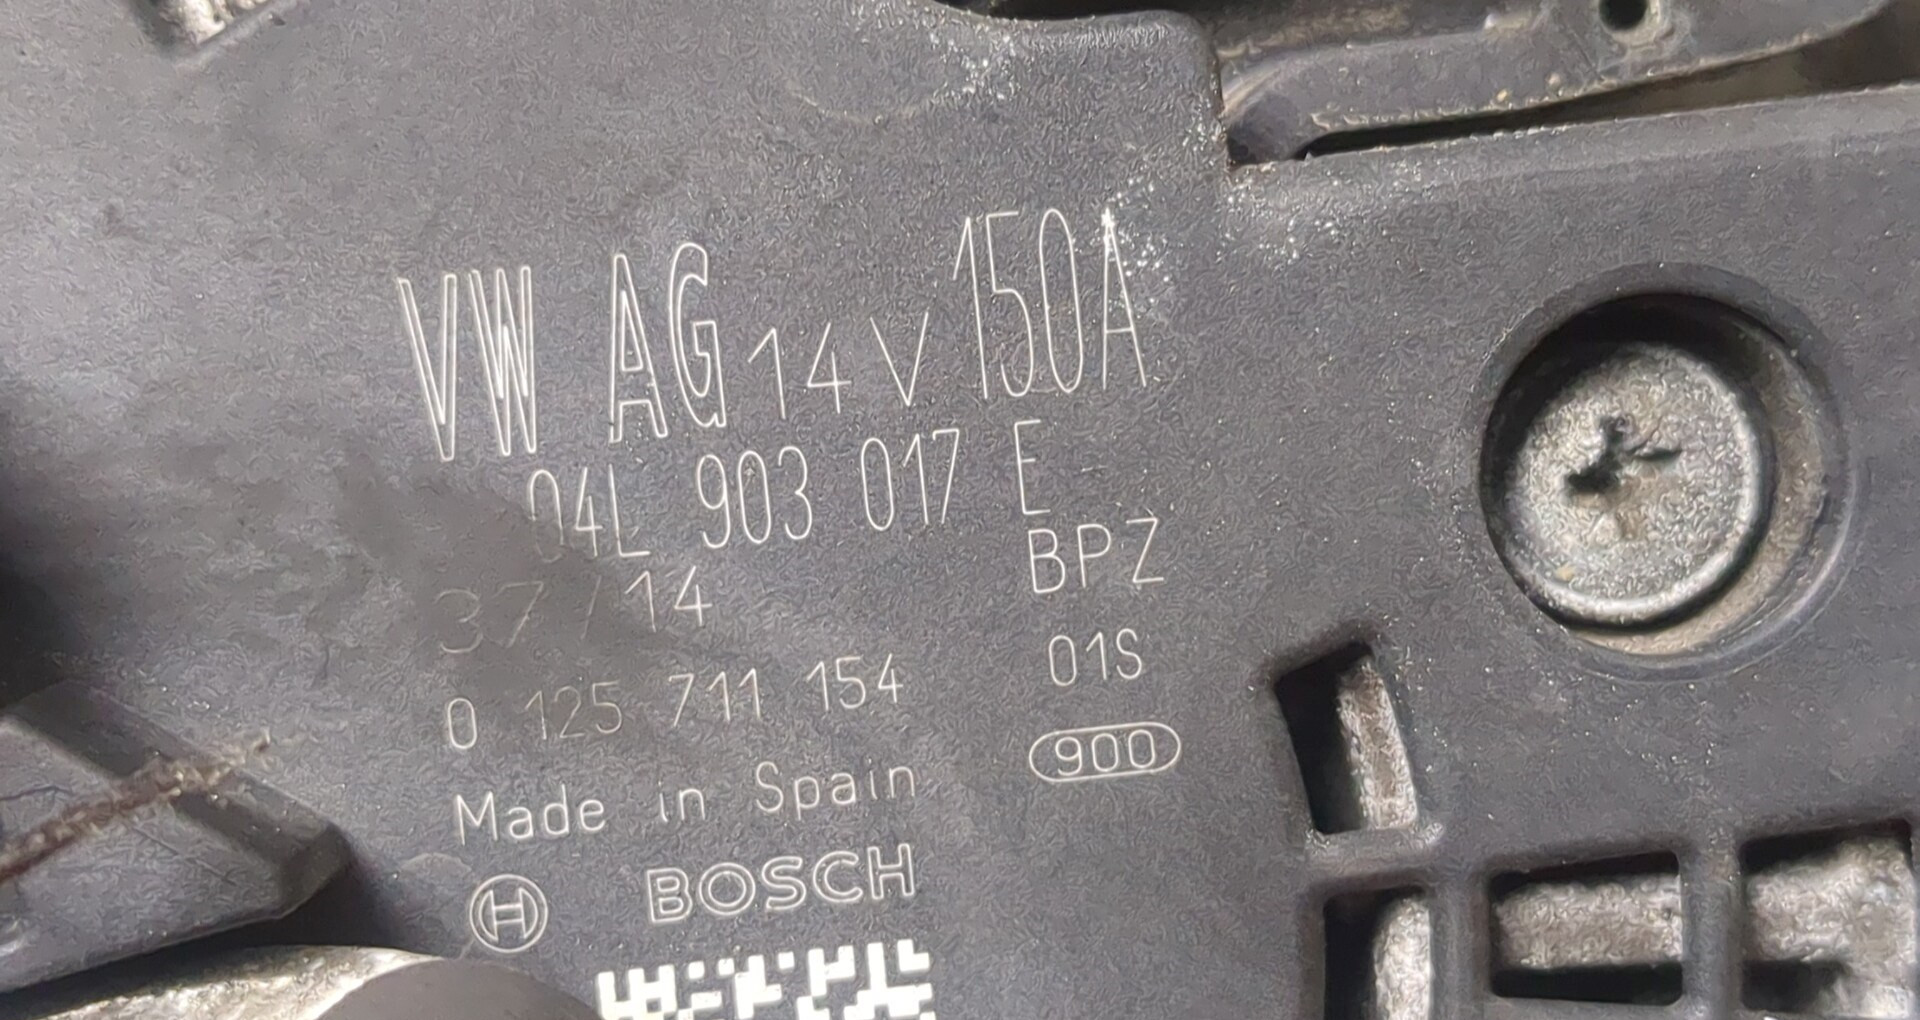 VW AG 14V 150A
04L 903 017 E
BPZ
37/14
01S
0 125 711 154
900
Made in Spain
BOSCH